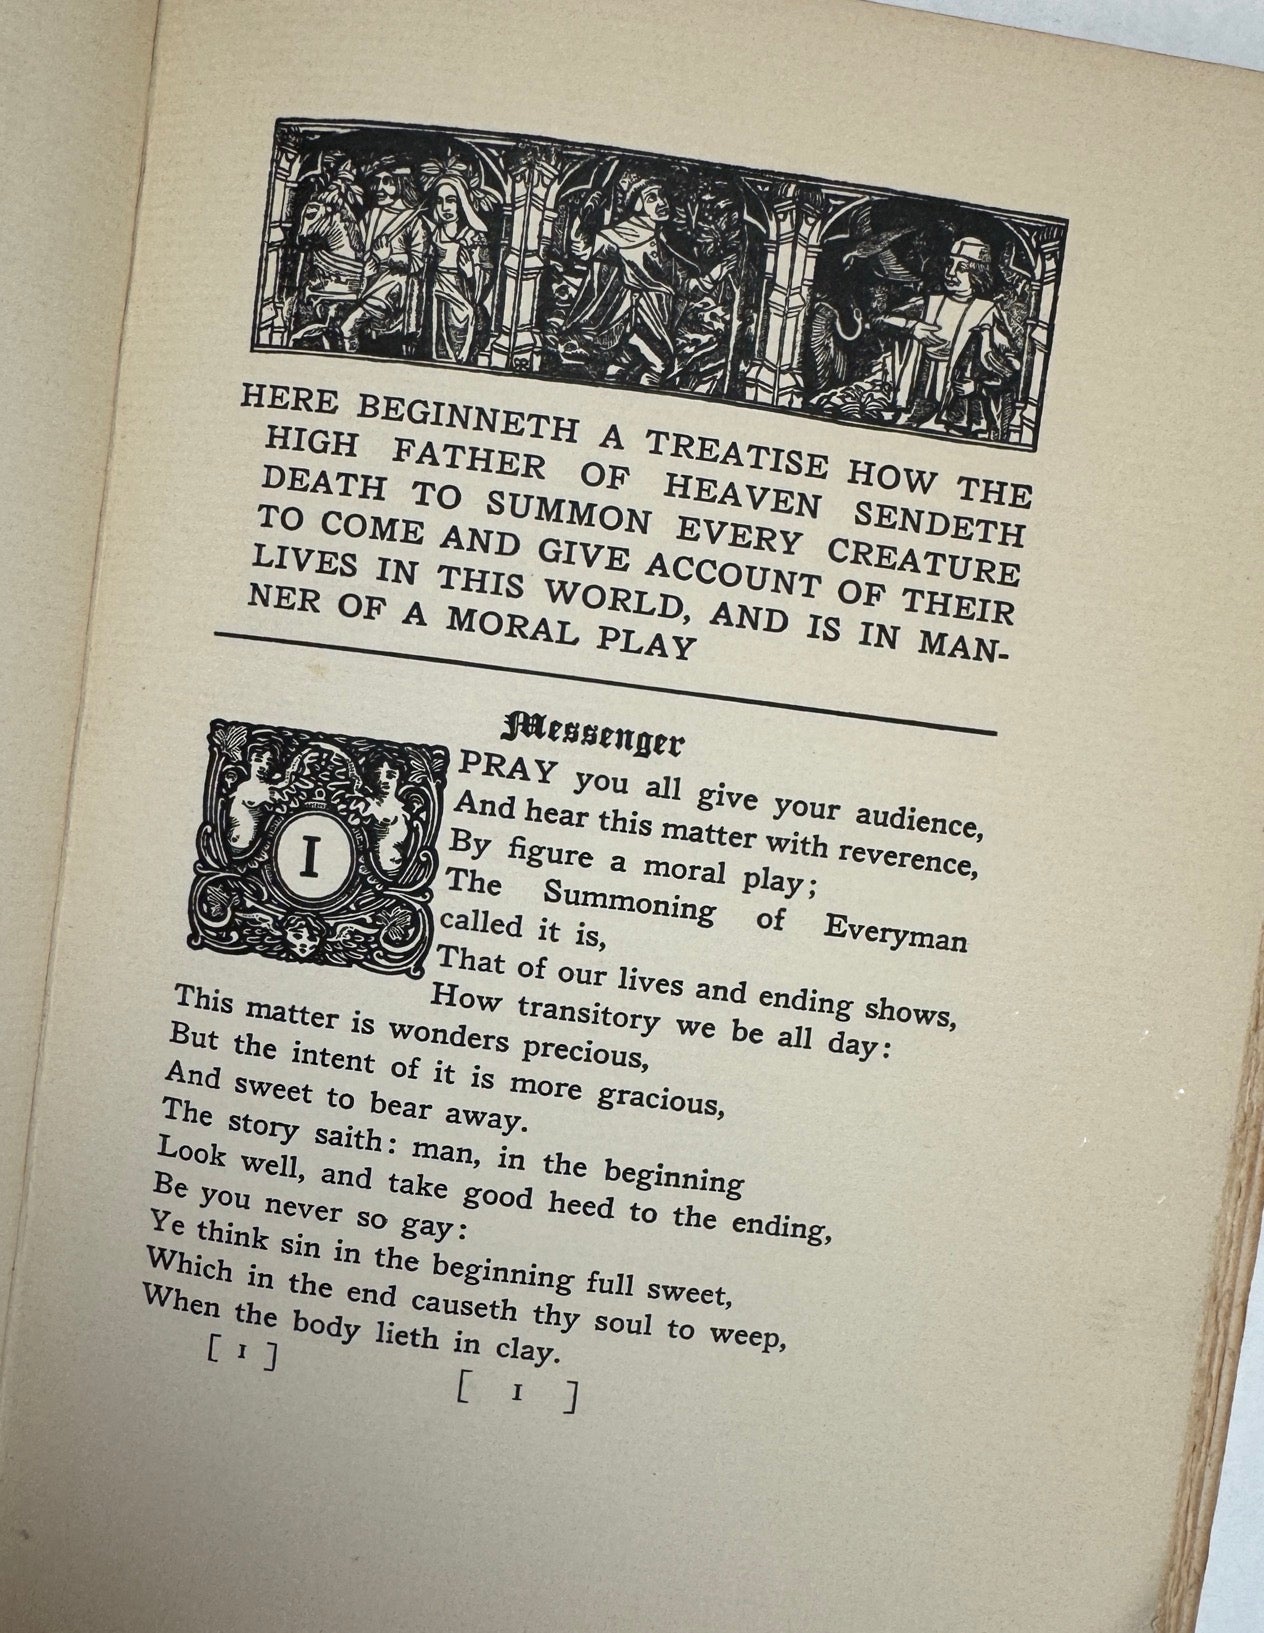 HERE BEGINNETH A TREATISE HOW THE
HIGH FATHER OF HEAVEN SENDETH
DEATH TO SUMMON EVERY CREATURE
TO COME AND GIVE ACCOUNT OF THEIR
LIVES IN THIS WORLD, AND IS IN MAN-
NER OF A MORAL PLAY
Messenger
I PRAY you all give your audience,
And hear this matter with reverence,
By figure a moral play;
The Summoning of Everyman
called it is,
That of our lives and ending shows,
How transitory we be all day:
This matter is wonders precious,
But the intent of it is more gracious,
And sweet to bear away.
The story saith: man, in the beginning
Look well, and take good heed to the ending,
Be you never so gay:
Ye think sin in the beginning full sweet,
Which in the end causeth thy soul to weep,
When the body lieth in clay.
[ 1 ]
[ 1 ]